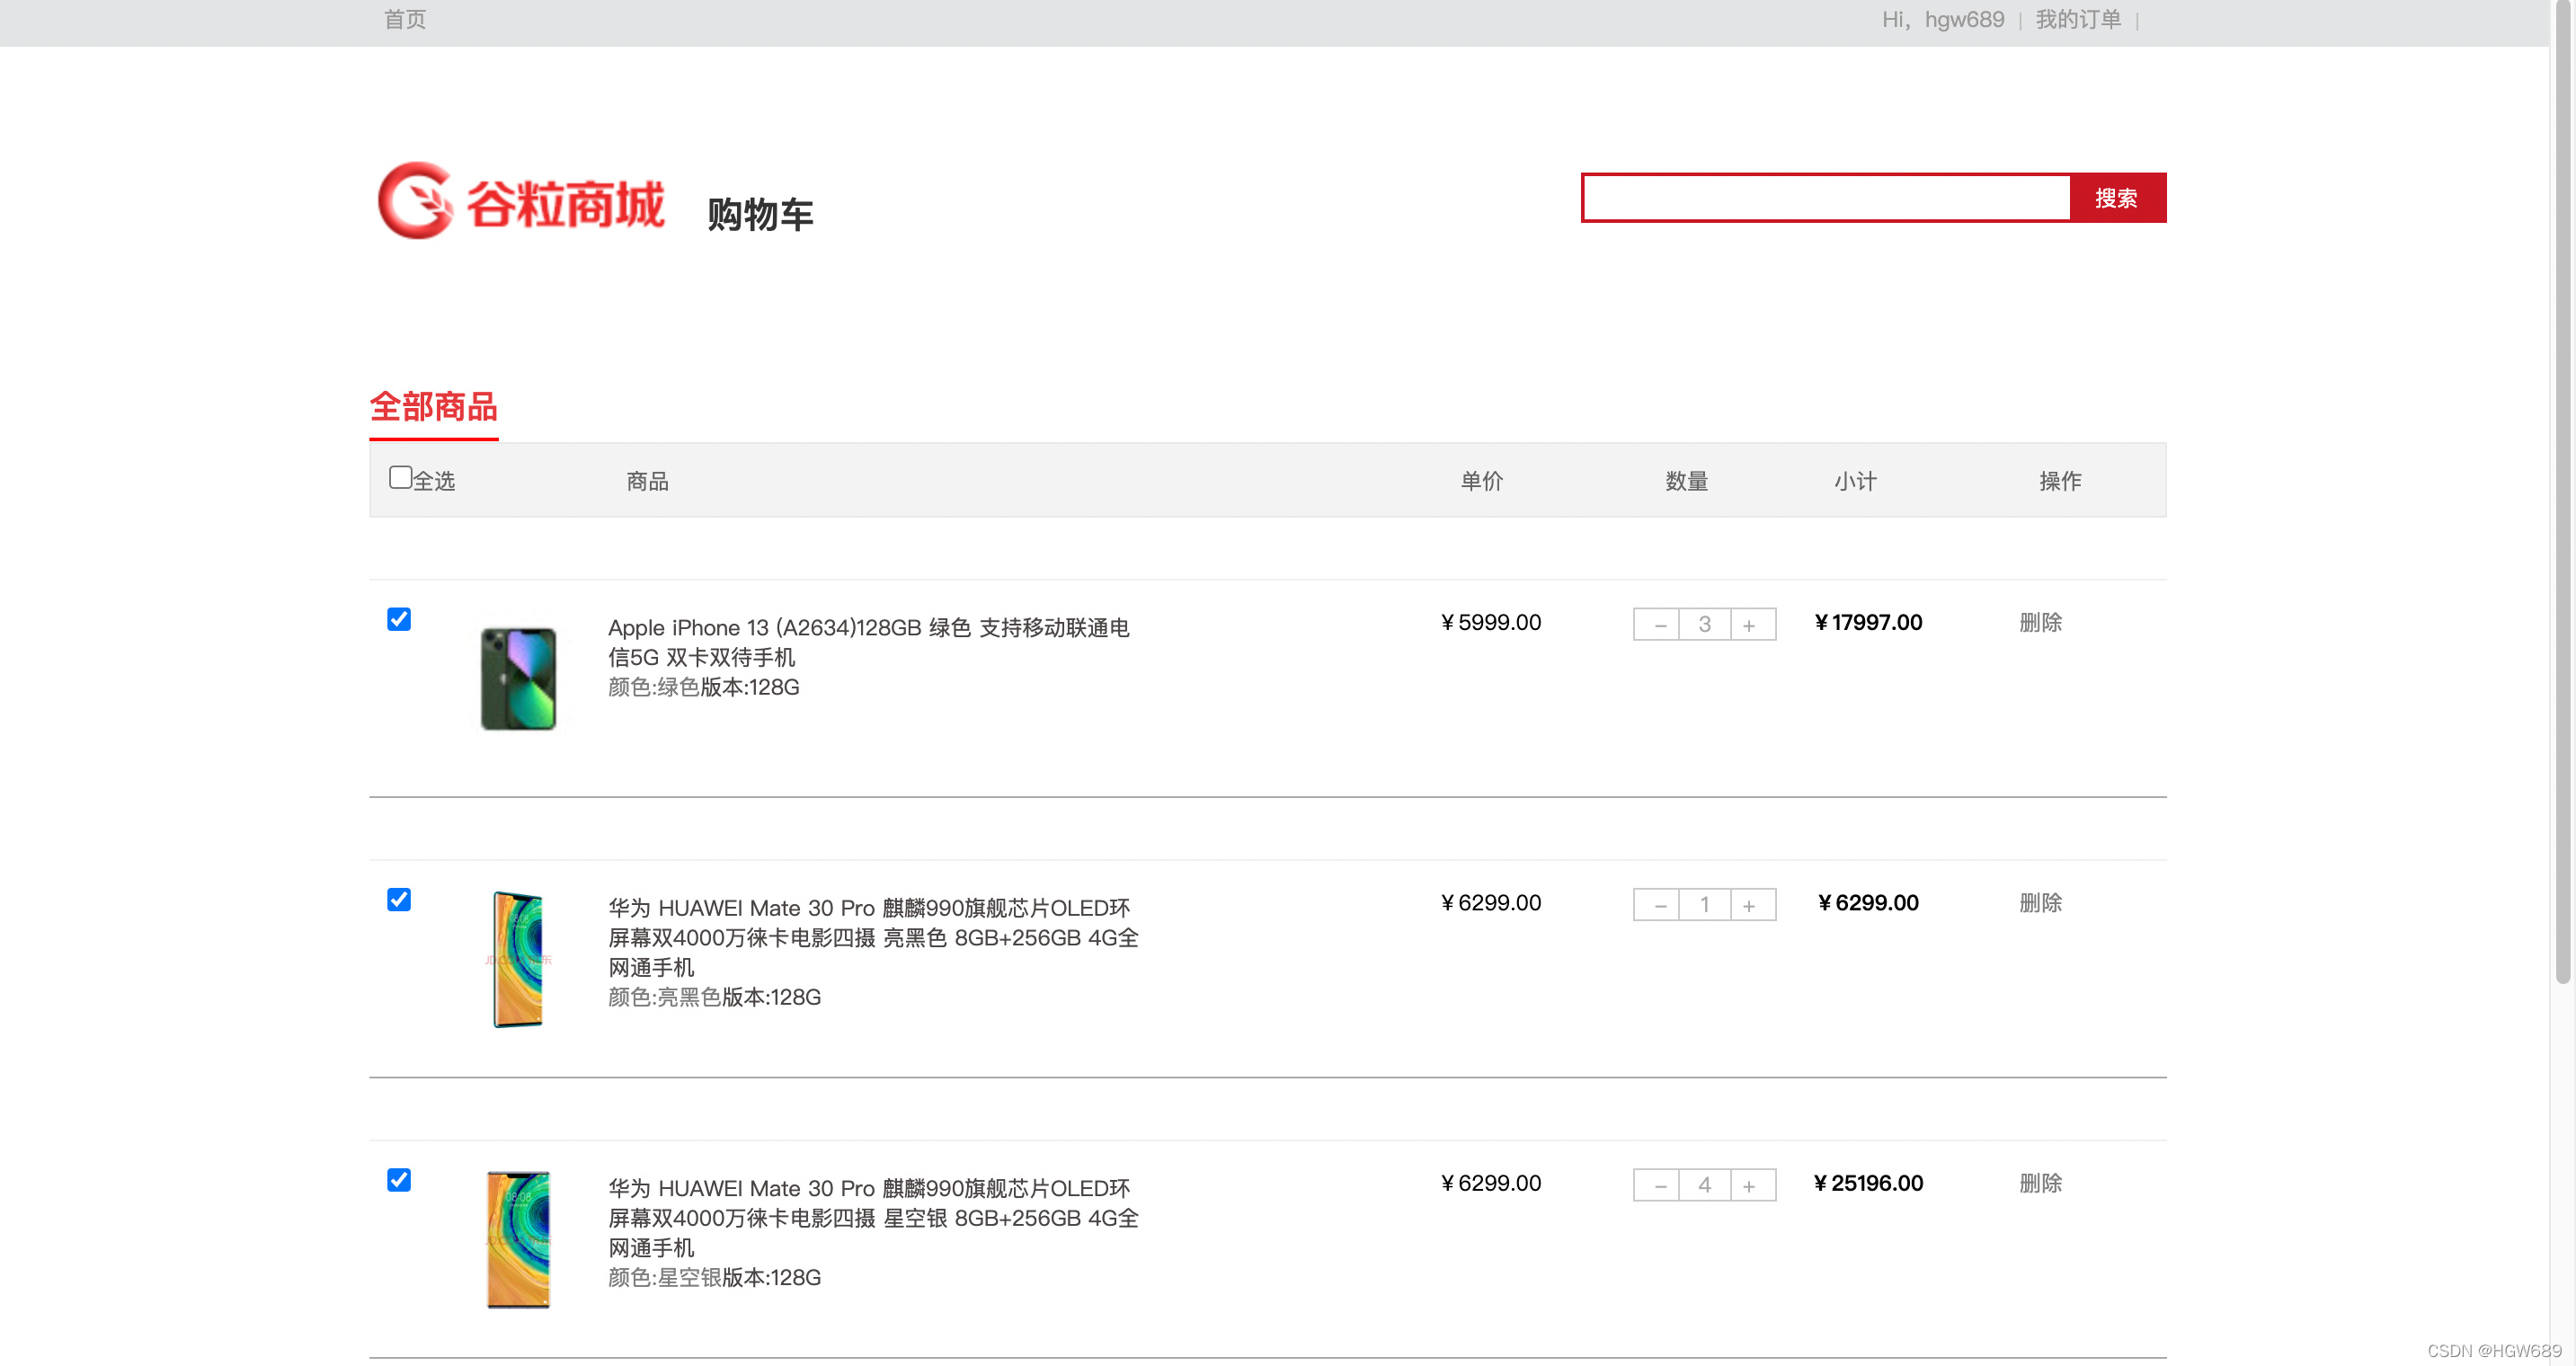 首页
Hi，hgw689 | 我的订单 |
谷粒商城 购物车
搜索
全部商品
全选 商品 单价 数量 小计 操作
Apple iPhone 13 (A2634)128GB 绿色 支持移动联通电 ¥5999.00 − 3 + ¥17997.00 删除
信5G 双卡双待手机
颜色:绿色版本:128G
华为 HUAWEI Mate 30 Pro 麒麟990旗舰芯片OLED环 ¥6299.00 − 1 + ¥6299.00 删除
屏幕双4000万徕卡电影四摄 亮黑色 8GB+256GB 4G全
网通手机
颜色:亮黑色版本:128G
华为 HUAWEI Mate 30 Pro 麒麟990旗舰芯片OLED环 ¥6299.00 − 4 + ¥25196.00 删除
屏幕双4000万徕卡电影四摄 星空银 8GB+256GB 4G全
网通手机
08:08
颜色:星空银版本:128G
CSDN @HGW689